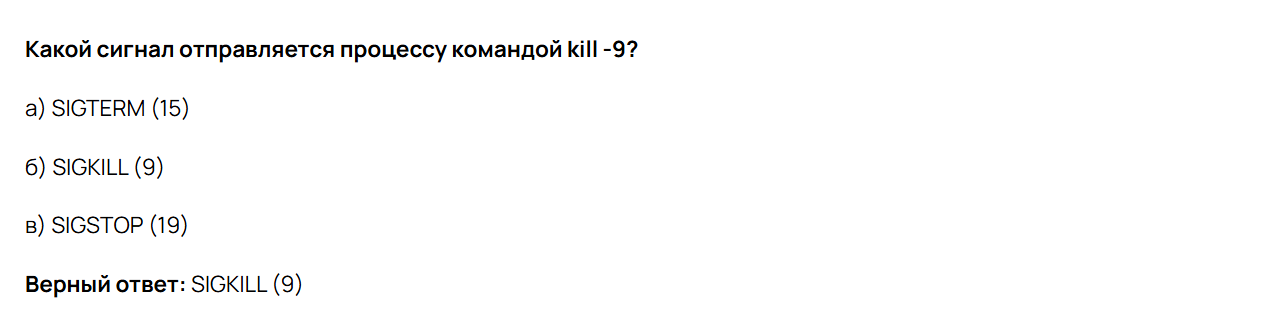 Какой сигнал отправляется процессу командой kill -9?
а) SIGTERM (15)
б) SIGKILL (9)
в) SIGSTOP (19)
Верный ответ: SIGKILL (9)